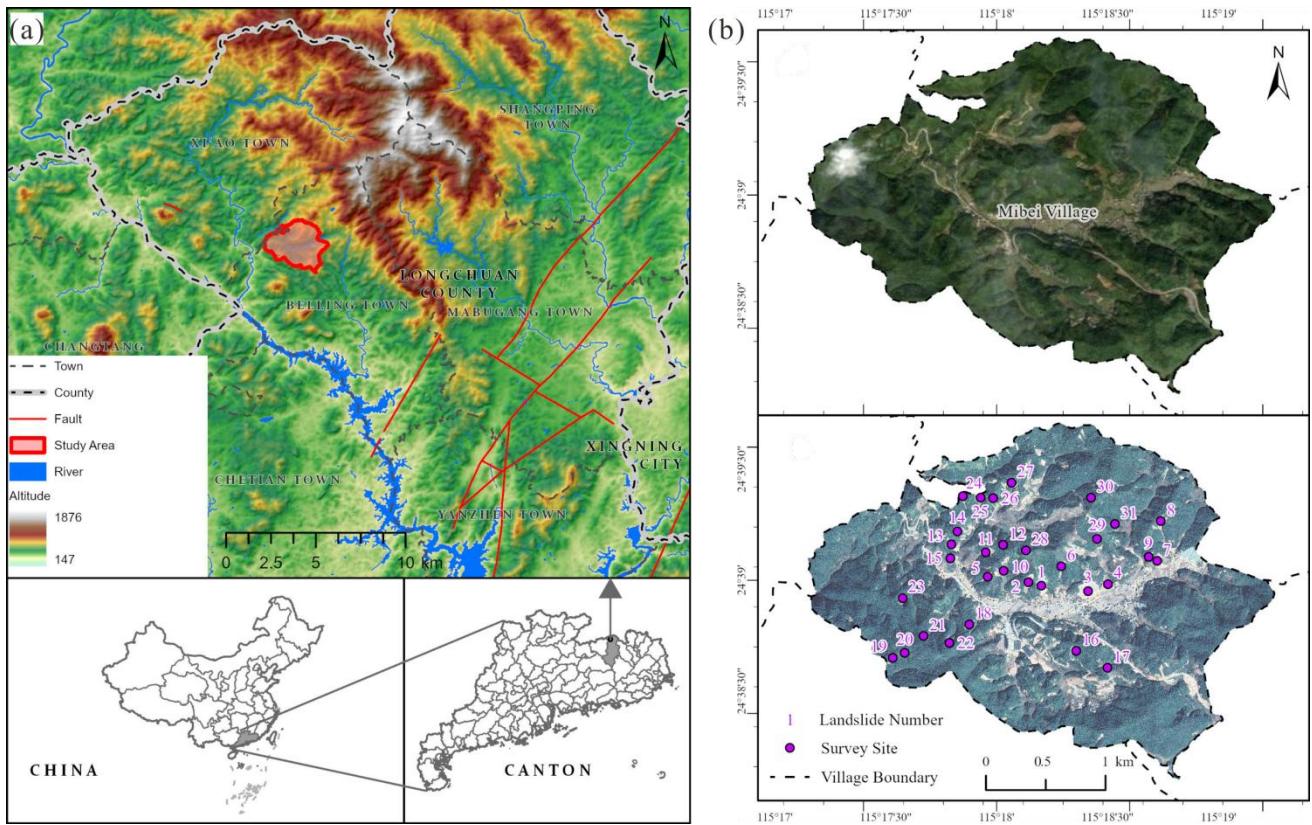 (a)
N
XI AO TOWN
SHANGPING
TOWN
LONGCHUAN
COUNTY
BEILING TOWN
MABUGANG TOWN
CHANGTANG
XINGNING
CITY
CHETIAN TOWN
YANZHEN TOWN
Town
County
Fault
Study Area
River
Altitude
1876
147
0 2.5 5 10 km
CHINA
CANTON
(b)
115°17' 115°17'30" 115°18' 115°18'30" 115°19'
24°39'30"
24°39'
24°38'30"
N
Mibei Village
24°39'30"
24°39'
24°38'30"
27
24
25
26
30
14
13
12
28
29
31
8
11
15
5
10
6
9
7
2
1
3
4
23
18
21
22
19
20
16
17
1 Landslide Number
Survey Site
Village Boundary
0 0.5 1 km
115°17' 115°17'30" 115°18' 115°18'30" 115°19'